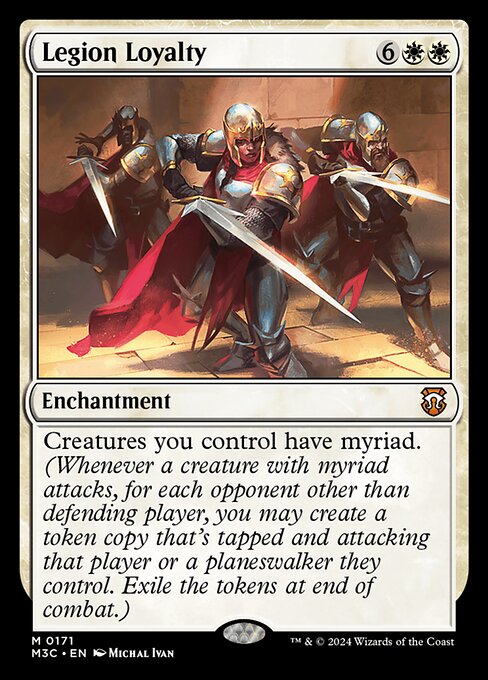 Legion Loyalty 6
Enchantment
Creatures you control have myriad.
(Whenever a creature with myriad
attacks, for each opponent other than
defending player, you may create a
token copy that's tapped and attacking
that player or a planeswalker they
control. Exile the tokens at end of
combat.)
M 0171
M3C • EN Michal Ivan
™ & © 2024 Wizards of the Coast